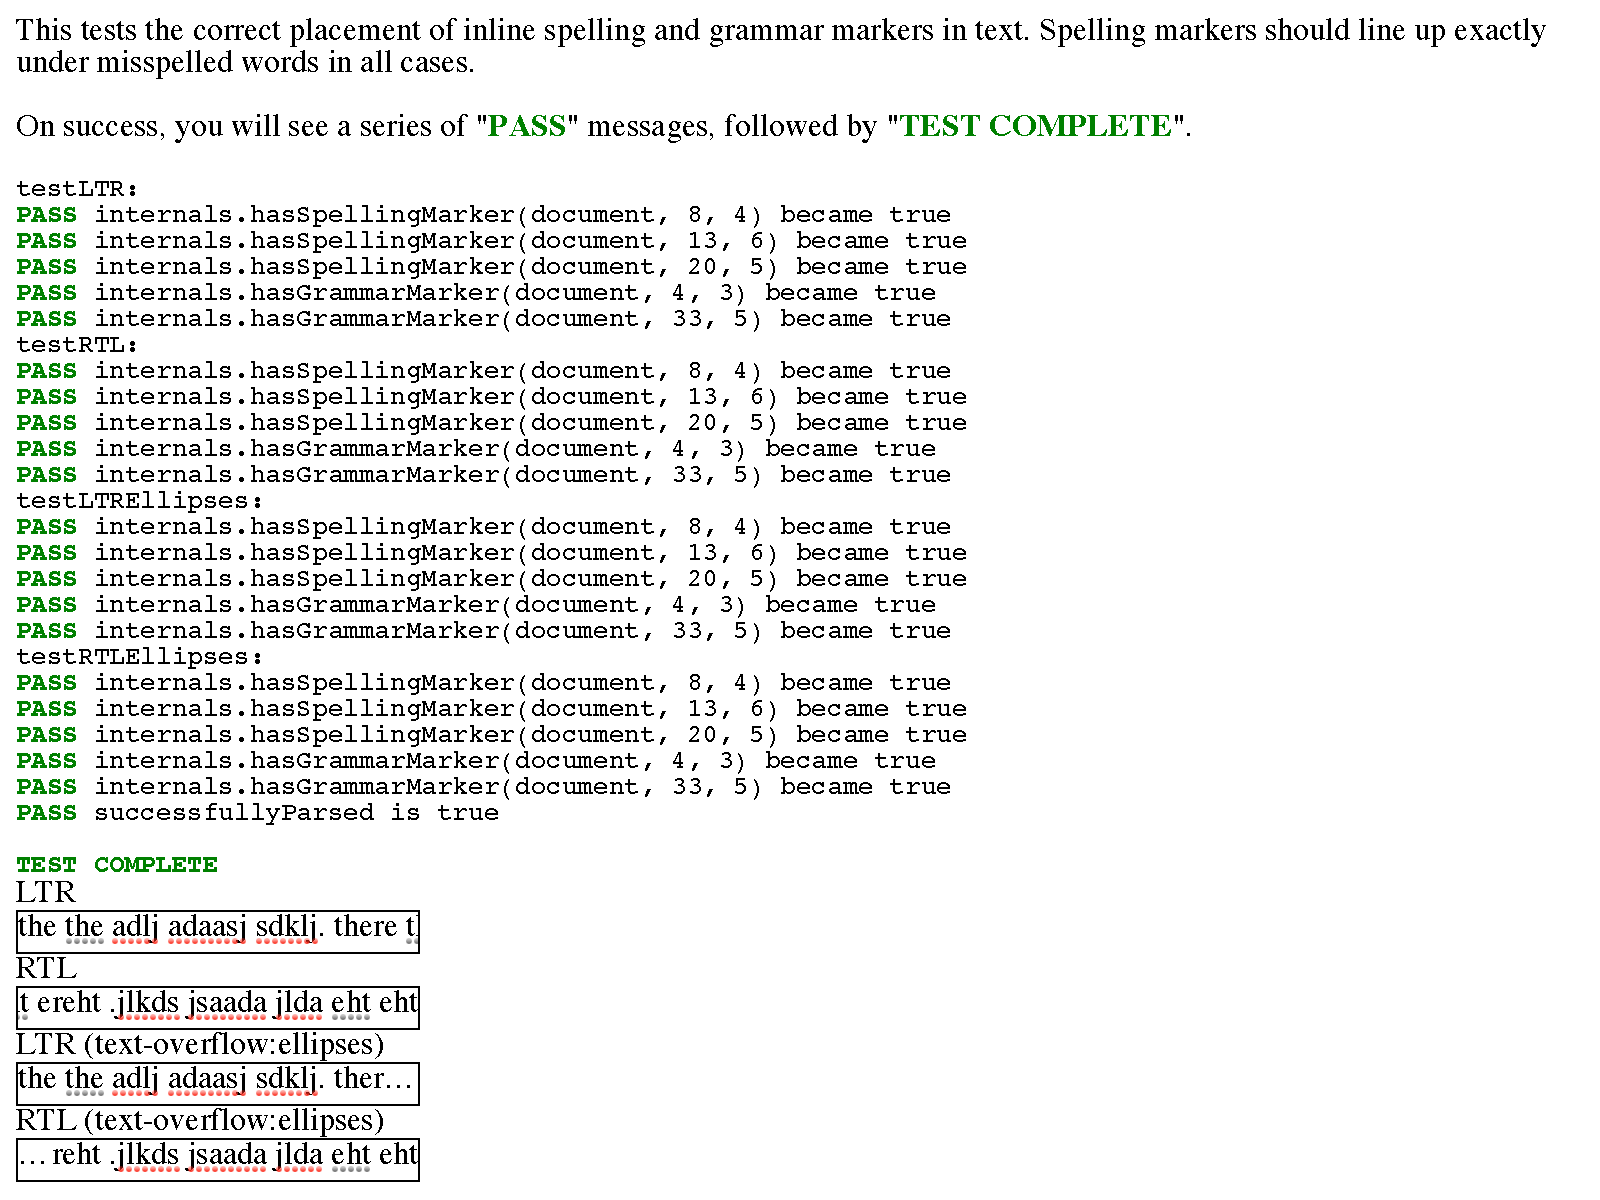 This tests the correct placement of inline spelling and grammar markers in text. Spelling markers should line up exactly
under misspelled words in all cases.
On success, you will see a series of "PASS" messages, followed by "TEST COMPLETE".
testLTR:
PASS internals.hasSpellingMarker(document, 8, 4) became true
PASS internals.hasSpellingMarker(document, 13, 6) became true
PASS internals.hasSpellingMarker(document, 20, 5) became true
PASS internals.hasGrammarMarker(document, 4, 3) became true
PASS internals.hasGrammarMarker(document, 33, 5) became true
testRTL:
PASS internals.hasSpellingMarker(document, 8, 4) became true
PASS internals.hasSpellingMarker(document, 13, 6) became true
PASS internals.hasSpellingMarker(document, 20, 5) became true
PASS internals.hasGrammarMarker(document, 4, 3) became true
PASS internals.hasGrammarMarker(document, 33, 5) became true
testLTREllipses:
PASS internals.hasSpellingMarker(document, 8, 4) became true
PASS internals.hasSpellingMarker(document, 13, 6) became true
PASS internals.hasSpellingMarker(document, 20, 5) became true
PASS internals.hasGrammarMarker(document, 4, 3) became true
PASS internals.hasGrammarMarker(document, 33, 5) became true
testRTLEllipses:
PASS internals.hasSpellingMarker(document, 8, 4) became true
PASS internals.hasSpellingMarker(document, 13, 6) became true
PASS internals.hasSpellingMarker(document, 20, 5) became true
PASS internals.hasGrammarMarker(document, 4, 3) became true
PASS internals.hasGrammarMarker(document, 33, 5) became true
PASS successfullyParsed is true
TEST COMPLETE
LTR
the the adlj adaasj sdklj. there t
RTL
t ereht .jlkds jsaada jlda eht eht
LTR (text-overflow:ellipses)
the the adlj adaasj sdklj. ther…
RTL (text-overflow:ellipses)
… reht .jlkds jsaada jlda eht eht